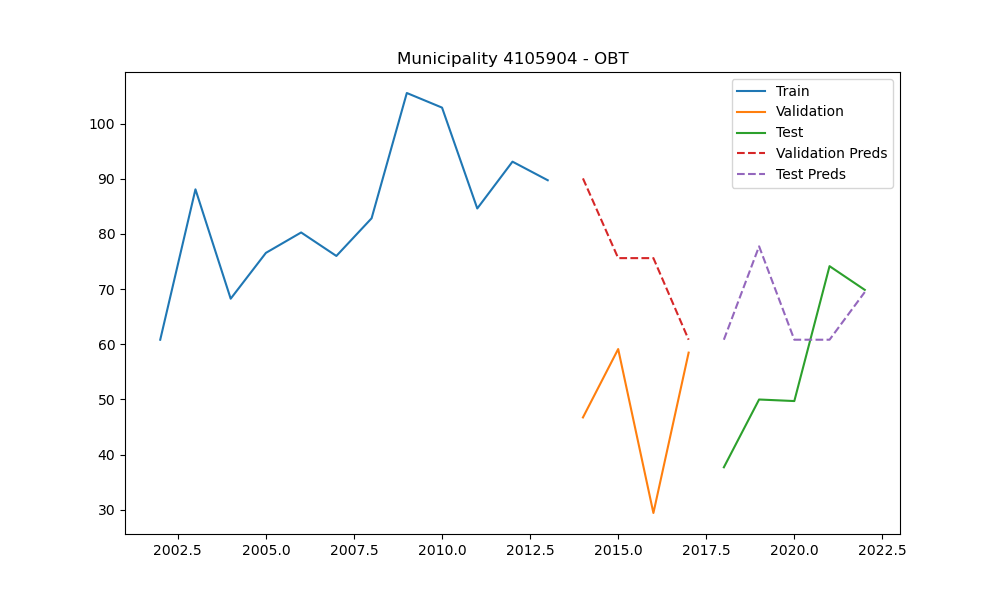 Municipality 4105904 - OBT
Train
Validation
Test
Validation Preds
Test Preds
100
90
80
70
60
50
40
30
2002.5 2005.0 2007.5 2010.0 2012.5 2015.0 2017.5 2020.0 2022.5